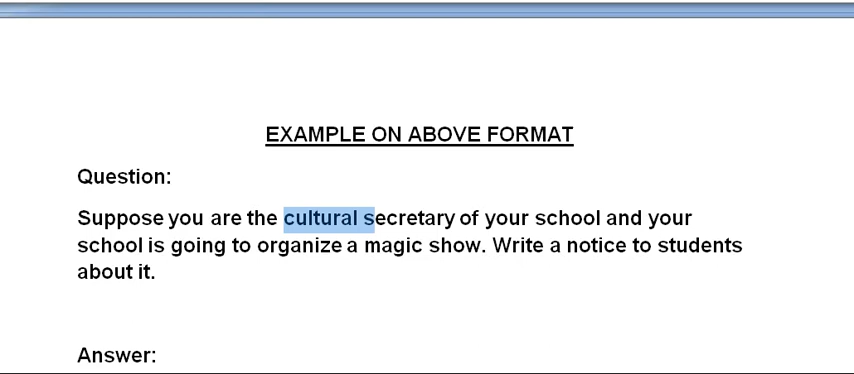 EXAMPLE ON ABOVE FORMAT
Question:
Suppose you are the cultural secretary of your school and your
school is going to organize a magic show. Write a notice to students
about it.
Answer: